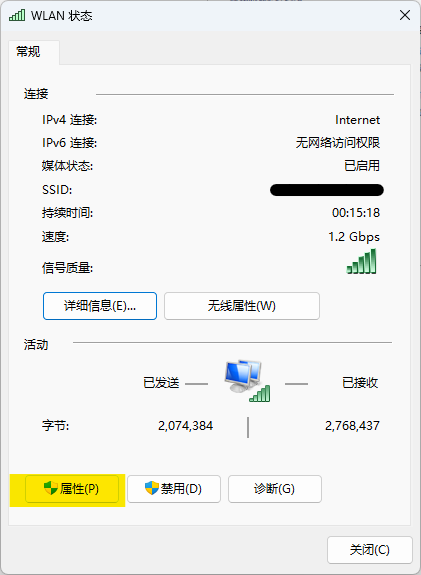 WLAN 状态
常规
连接
IPv4 连接: Internet
IPv6 连接: 无网络访问权限
媒体状态: 已启用
SSID:
持续时间: 00:15:18
速度: 1.2 Gbps
信号质量:
详细信息(E)... 无线属性(W)
活动
已发送 已接收
字节: 2,074,384 2,768,437
属性(P) 禁用(D) 诊断(G)
关闭(C)